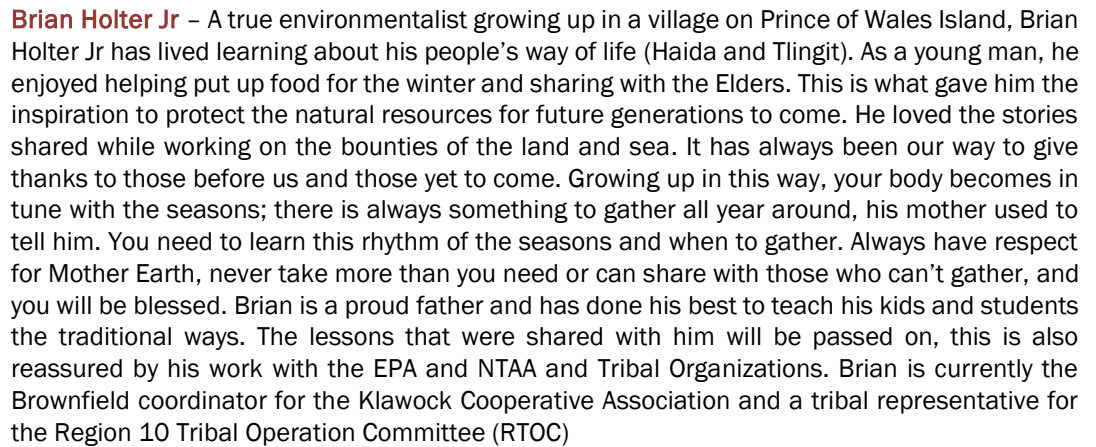 Brian Holter Jr – A true environmentalist growing up in a village on Prince of Wales Island, Brian
Holter Jr has lived learning about his people's way of life (Haida and Tlingit). As a young man, he
enjoyed helping put up food for the winter and sharing with the Elders. This is what gave him the
inspiration to protect the natural resources for future generations to come. He loved the stories
shared while working on the bounties of the land and sea. It has always been our way to give
thanks to those before us and those yet to come. Growing up in this way, your body becomes in
tune with the seasons; there is always something to gather all year around, his mother used to
tell him. You need to learn this rhythm of the seasons and when to gather. Always have respect
for Mother Earth, never take more than you need or can share with those who can't gather, and
you will be blessed. Brian is a proud father and has done his best to teach his kids and students
the traditional ways. The lessons that were shared with him will be passed on, this is also
reassured by his work with the EPA and NTAA and Tribal Organizations. Brian is currently the
Brownfield coordinator for the Klawock Cooperative Association and a tribal representative for
the Region 10 Tribal Operation Committee (RTOC)